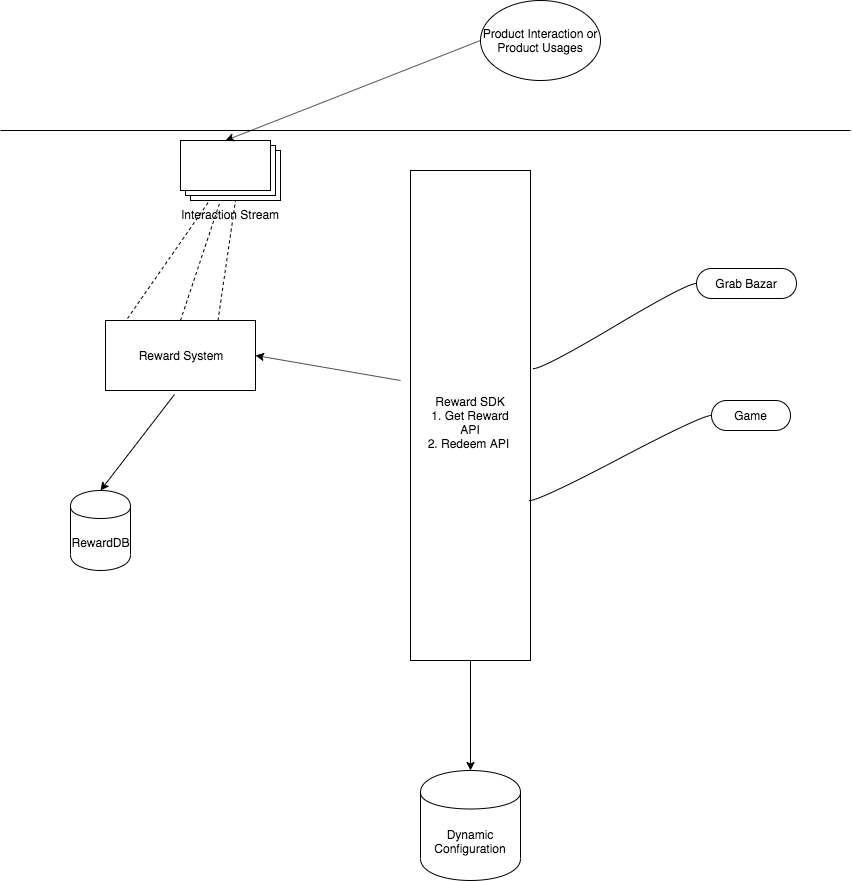 Product Interaction or
Product Usages
Interaction Stream
Grab Bazar
Reward System
Reward SDK
1. Get Reward
API
2. Redeem API
Game
RewardDB
Dynamic
Configuration